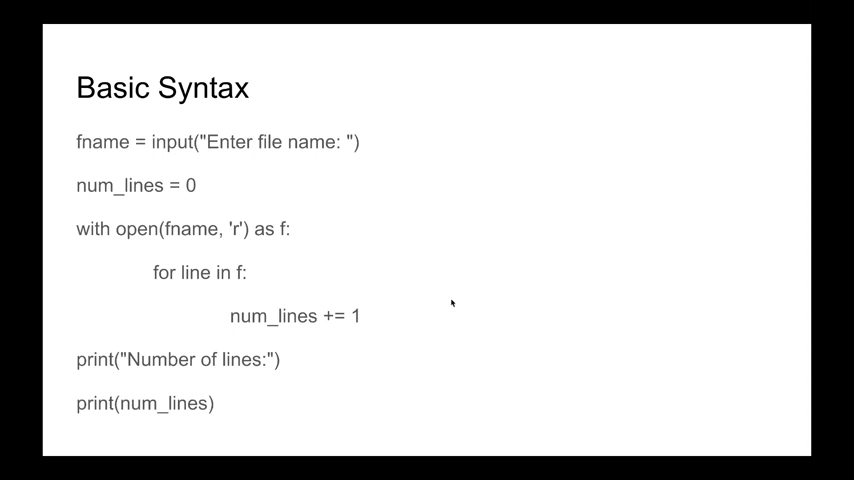 Basic Syntax
fname = input("Enter file name: ")
num_lines = 0
with open(fname, 'r') as f:
for line in f:
num_lines += 1
print("Number of lines:")
print(num_lines)